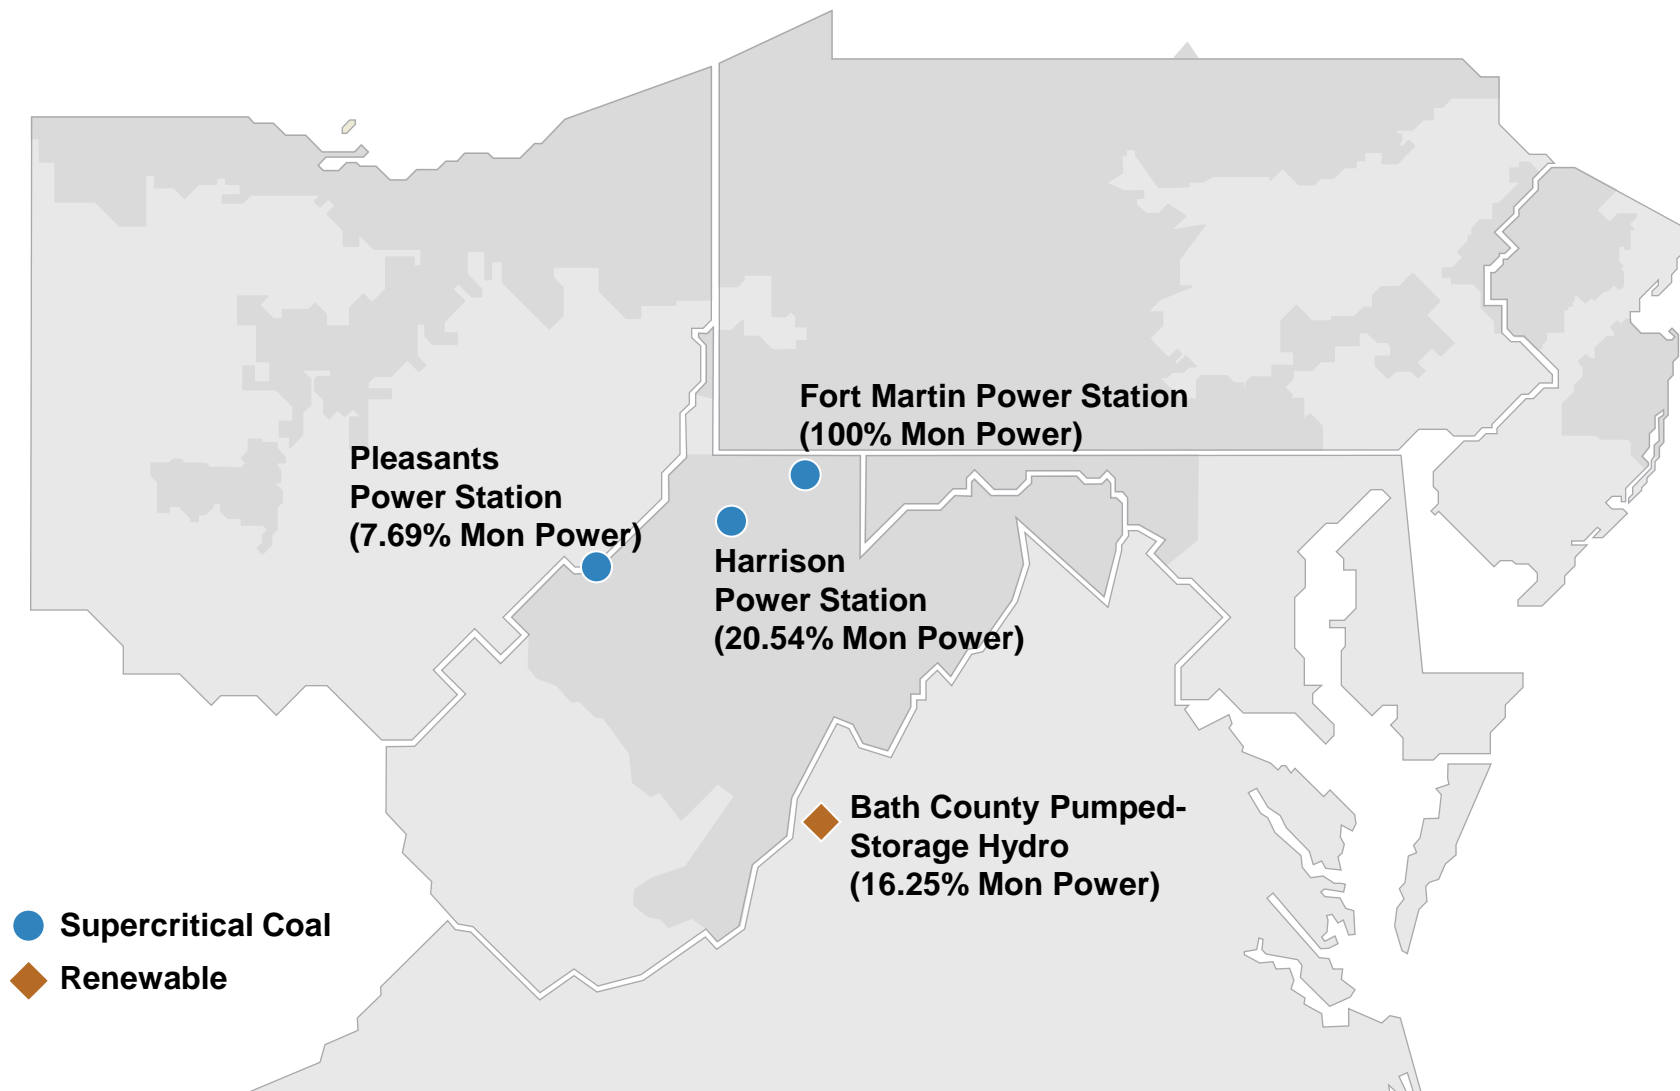 Fort Martin Power Station
(100% Mon Power)
Pleasants
Power Station
(7.69% Mon Power)
Harrison
Power Station
(20.54% Mon Power)
Bath County Pumped-
Storage Hydro
(16.25% Mon Power)
Supercritical Coal
Renewable